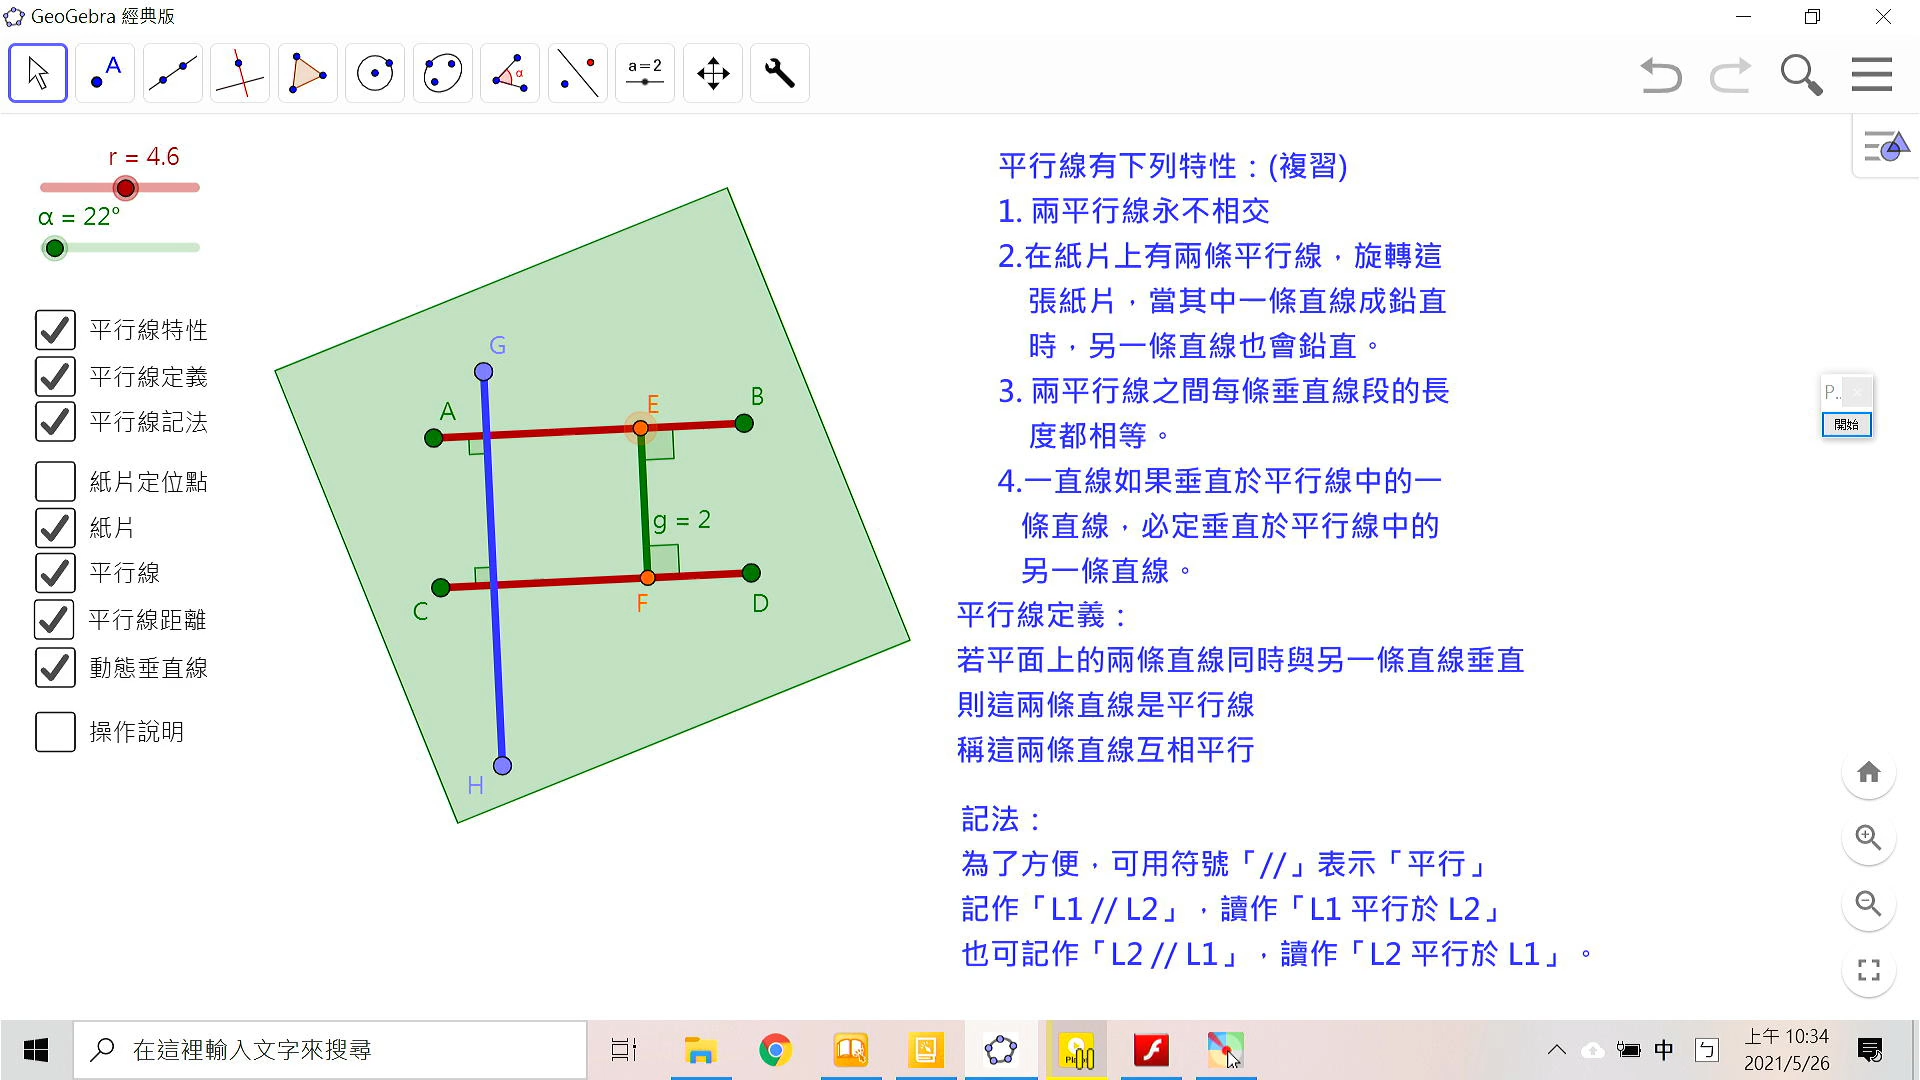 GeoGebra 經典版
A
α
a=2
r = 4.6
α = 22°
平行線特性
平行線定義
平行線記法
紙片定位點
紙片
平行線
平行線距離
動態垂直線
操作說明
G
A
E
B
g = 2
C
F
D
H
平行線有下列特性：(複習)
1. 兩平行線永不相交
2.在紙片上有兩條平行線，旋轉這
張紙片，當其中一條直線成鉛直
時，另一條直線也會鉛直。
3. 兩平行線之間每條垂直線段的長
度都相等。
4.一直線如果垂直於平行線中的一
條直線，必定垂直於平行線中的
另一條直線。
平行線定義：
若平面上的兩條直線同時與另一條直線垂直
則這兩條直線是平行線
稱這兩條直線互相平行
記法：
為了方便，可用符號「//」表示「平行」
記作「L1 // L2」，讀作「L1 平行於 L2」
也可記作「L2 // L1」，讀作「L2 平行於 L1」。
P..
開始
在這裡輸入文字來搜尋
中
ㄅ
上午 10:34
2021/5/26